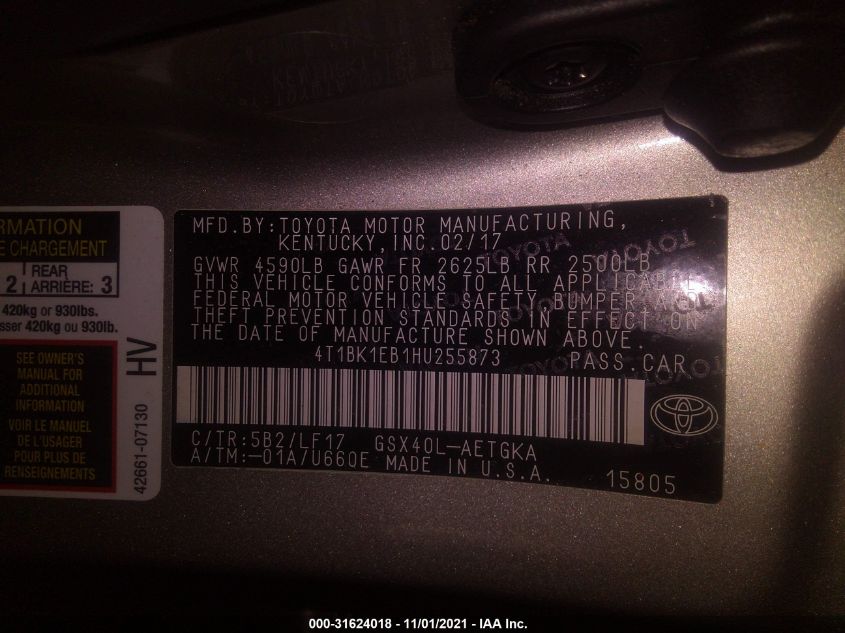 RMATION
E CHARGEMENT
2 REAR
ARRIÈRE: 3
420kg or 930lbs.
sser 420kg ou 930lb.
SEE OWNER'S
MANUAL FOR
ADDITIONAL
INFORMATION
VOIR LE MANUEL
DE L'USAGER
POUR PLUS DE
RENSEIGNEMENTS
42661-07130 HV
MFD.BY:TOYOTA MOTOR MANUFACTURING,
KENTUCKY,INC.02/17
GVWR 4590LB GAWR FR 2625LB RR 2500LB
THIS VEHICLE CONFORMS TO ALL APPLICABLE
FEDERAL MOTOR VEHICLE SAFETY, BUMPER AND
THEFT PREVENTION STANDARDS IN EFFECT ON
THE DATE OF MANUFACTURE SHOWN ABOVE.
4T1BK1EB1HU255873 PASS.CAR
C/TR:5B2/LF17 GSX40L-AETGKA
A/TM:-01A/U660E MADE IN U.S.A.
15805
TOYOTA
TOYOTA
000-31624018 - 11/01/2021 - IAA Inc.